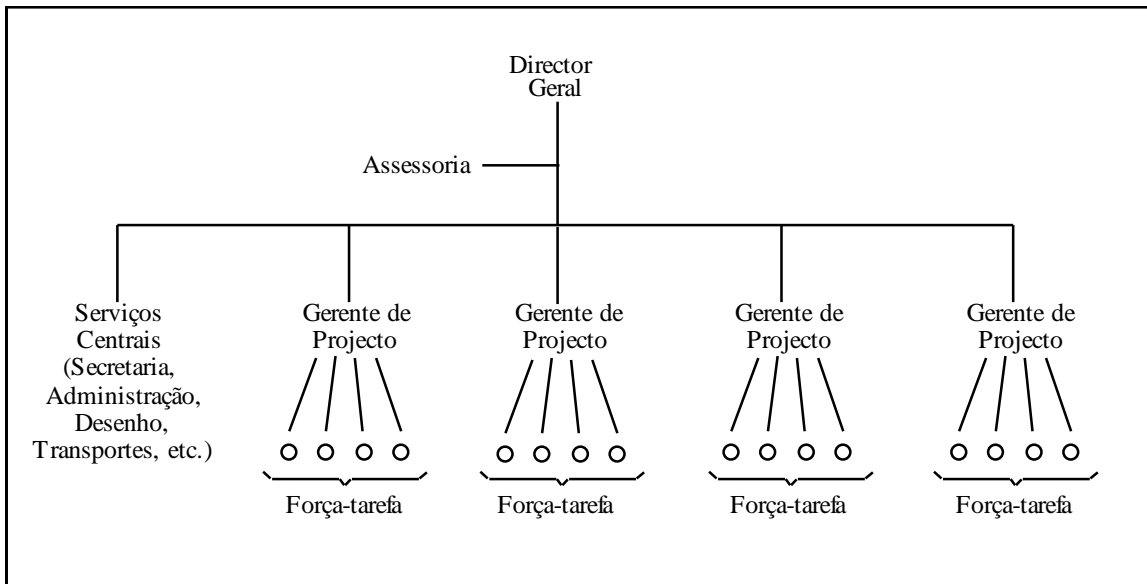 Director
Geral
Assessoria
Serviços
Centrais
(Secretaria,
Administração,
Desenho,
Transportes, etc.)
Gerente de
Projecto
Gerente de
Projecto
Gerente de
Projecto
Gerente de
Projecto
Força-tarefa
Força-tarefa
Força-tarefa
Força-tarefa